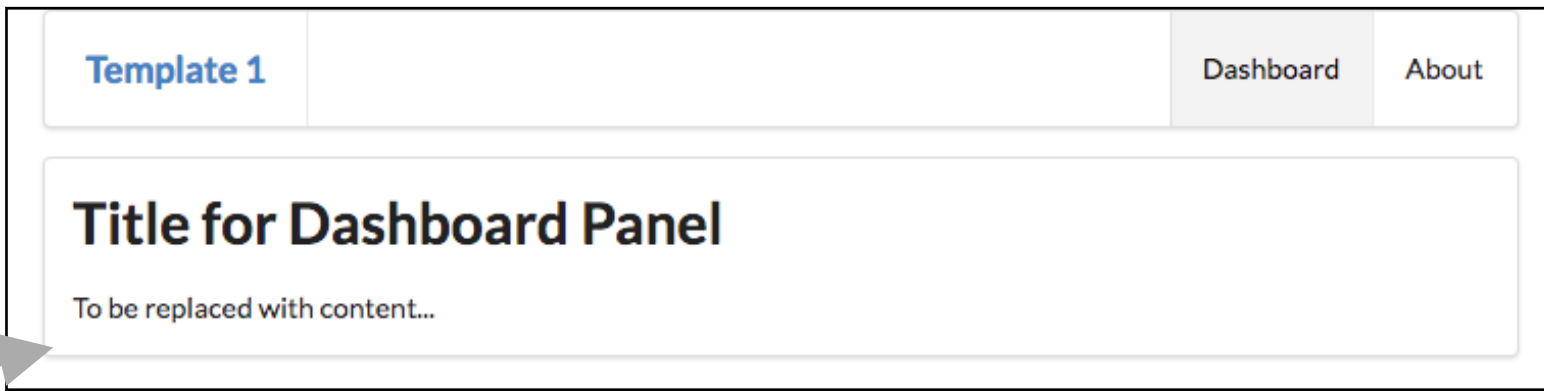 Template 1
Dashboard
About
Title for Dashboard Panel
To be replaced with content...